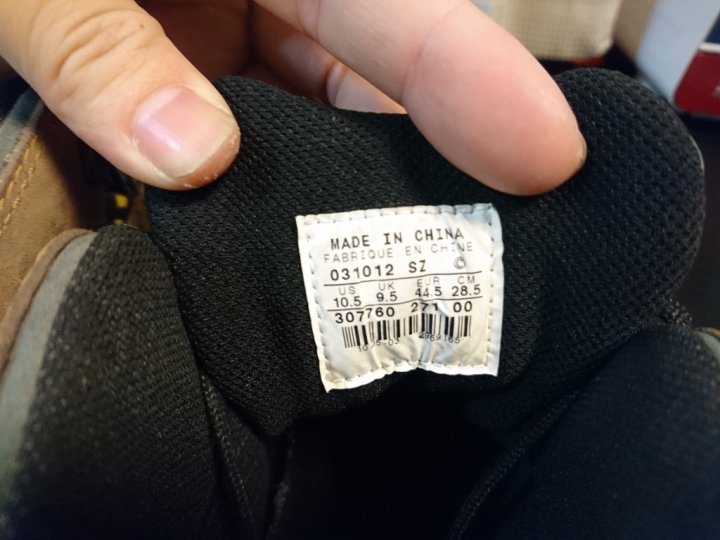 MADE IN CHINA
FABRIQUE EN CHINE
031012 SZ ©
US UK EUR CM
10.5 9.5 44.5 28.5
307760 271 00